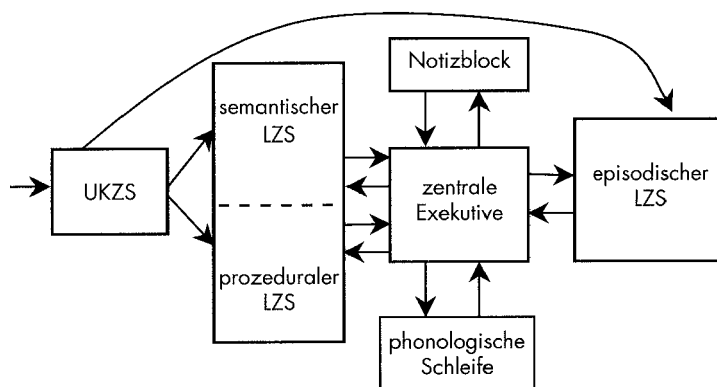 UKZS
semantischer
LZS
prozeduraler
LZS
Notizblock
zentrale
Exekutive
phonologische
Schleife
episodischer
LZS